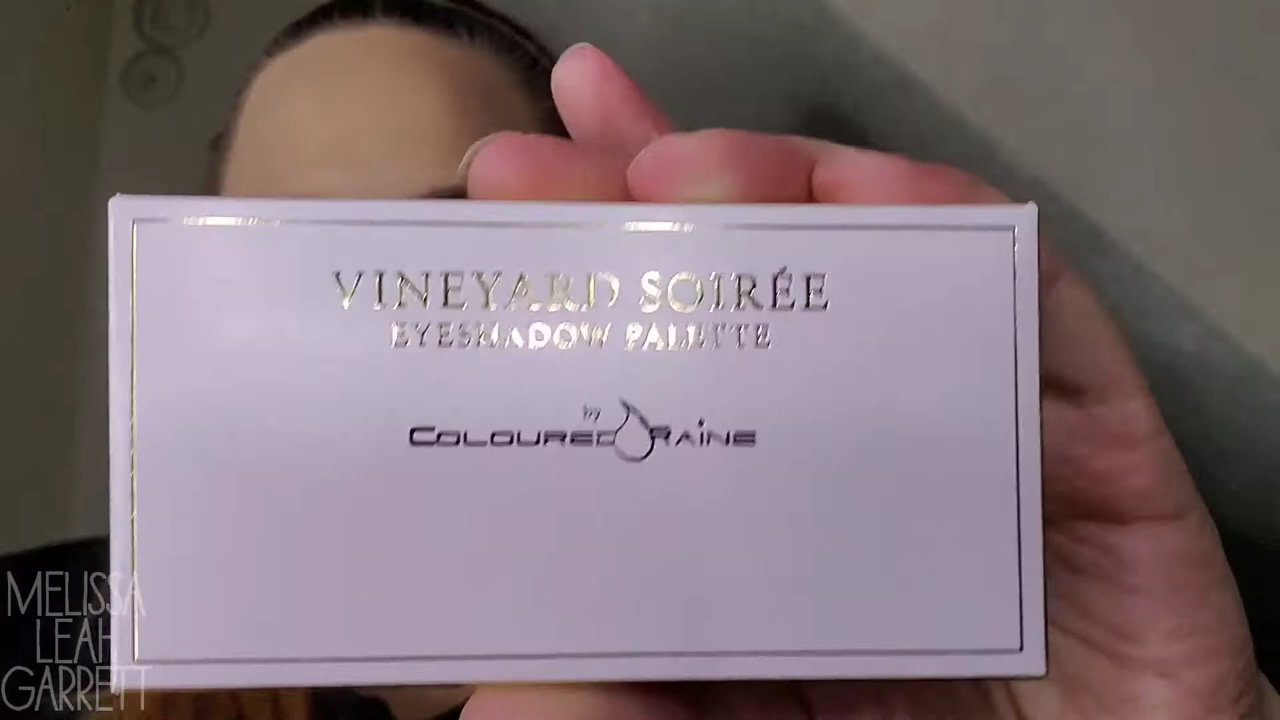 VINEYARD SOIRÉE
EYESHADOW PALETTE
by
COLOURED RAINE
MELISSA
LEAH
GARRETT